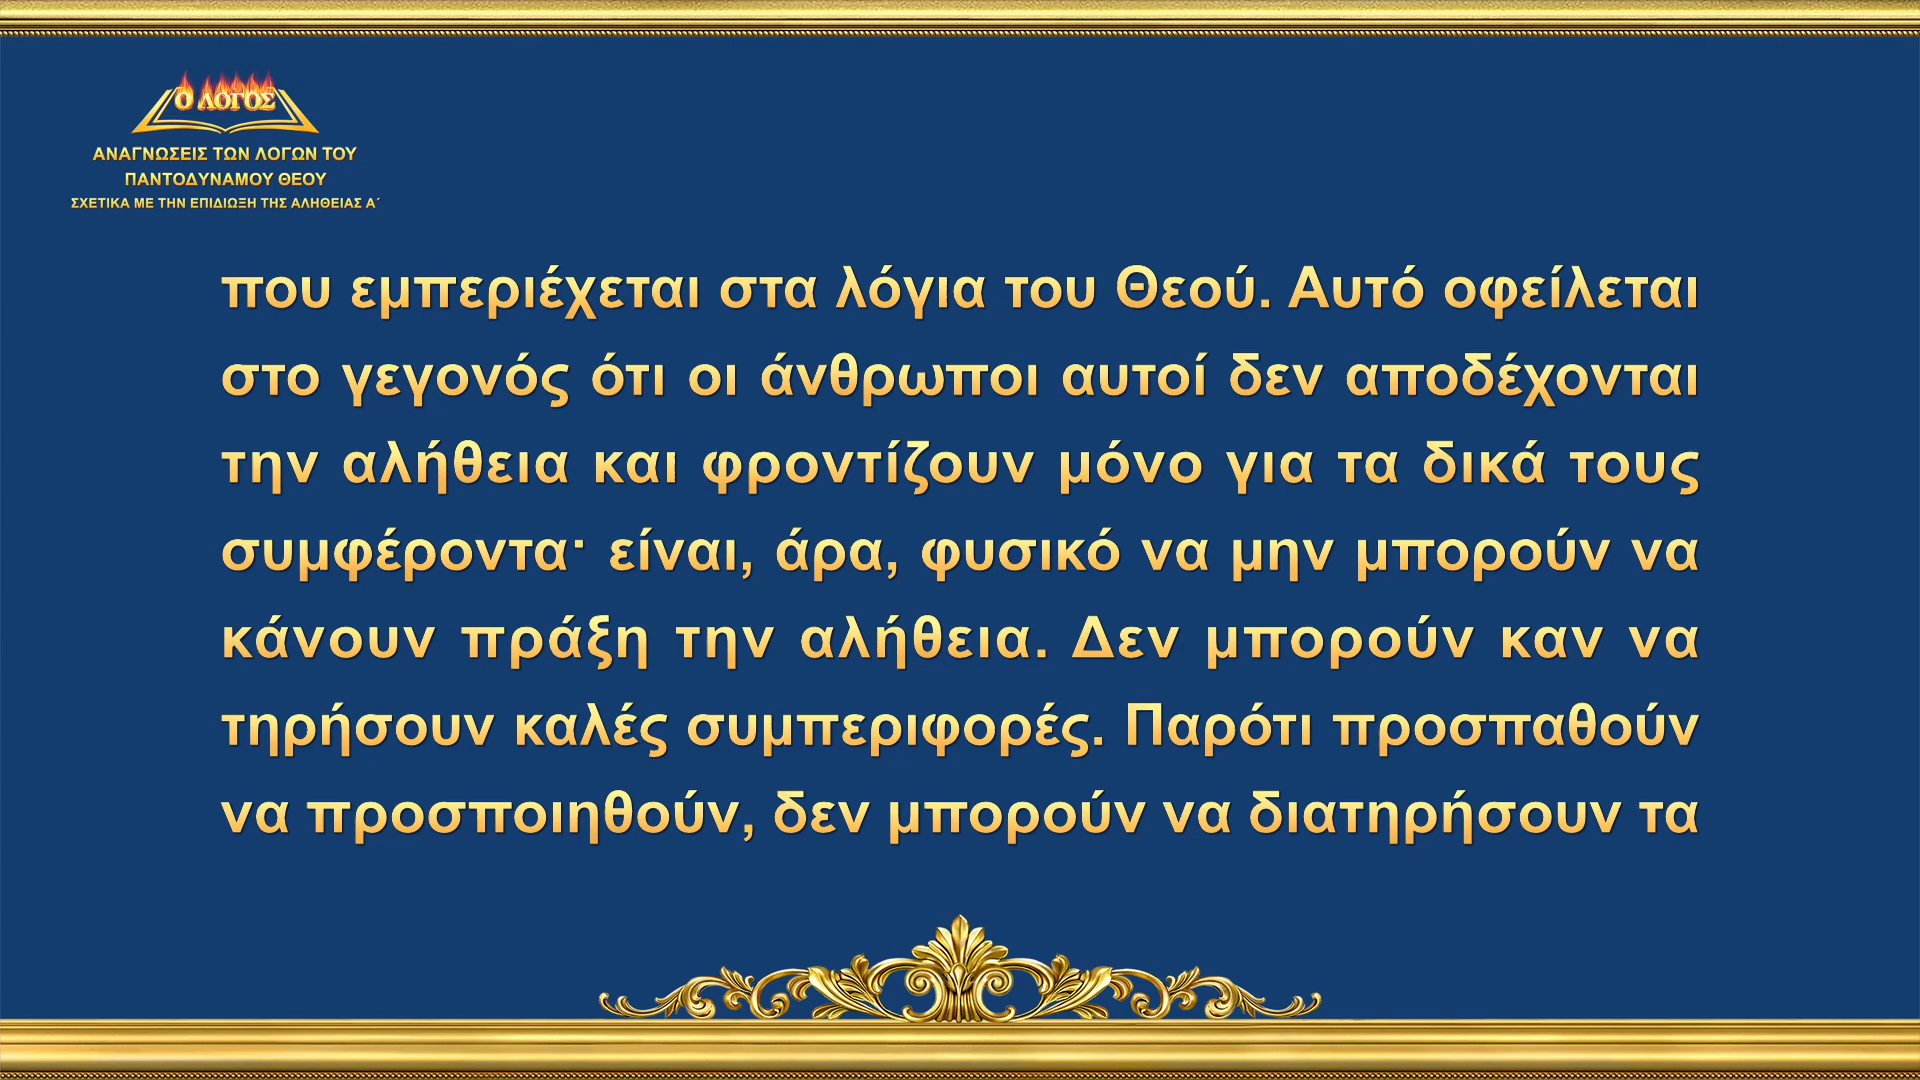 Ο ΛΟΓΟΣ
ΑΝΑΓΝΩΣΕΙΣ ΤΩΝ ΛΟΓΩΝ ΤΟΥ
ΠΑΝΤΟΔΥΝΑΜΟΥ ΘΕΟΥ
ΣΧΕΤΙΚΑ ΜΕ ΤΗΝ ΕΠΙΔΙΩΞΗ ΤΗΣ ΑΛΗΘΕΙΑΣ Α΄
που εμπεριέχεται στα λόγια του Θεού. Αυτό οφείλεται
στο γεγονός ότι οι άνθρωποι αυτοί δεν αποδέχονται
την αλήθεια και φροντίζουν μόνο για τα δικά τους
συμφέροντα· είναι, άρα, φυσικό να μην μπορούν να
κάνουν πράξη την αλήθεια. Δεν μπορούν καν να
τηρήσουν καλές συμπεριφορές. Παρότι προσπαθούν
να προσποιηθούν, δεν μπορούν να διατηρήσουν τα